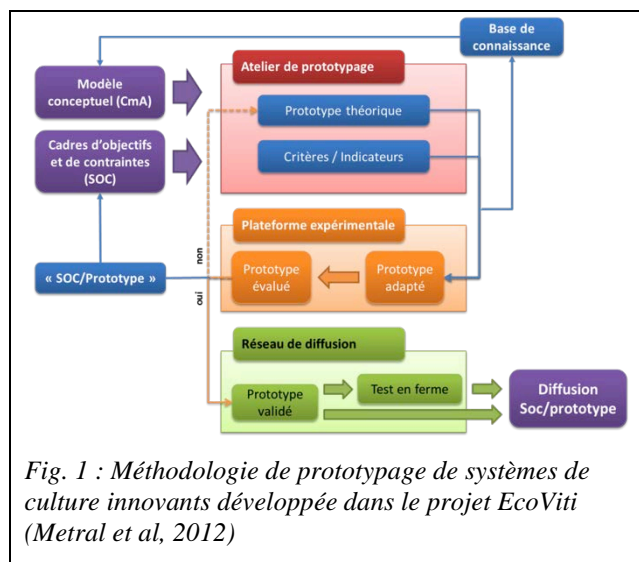 Base de
connaissance
Atelier de prototypage
Modèle
conceptuel (CmA)
Prototype théorique
Cadres d'objectifs
et de contraintes
(SOC)
Critères / Indicateurs
Plateforme expérimentale
non
« SOC/Prototype »
Prototype
évalué
Prototype
adapté
oui
Réseau de diffusion
Test en ferme
Prototype
validé
Diffusion
Soc/prototype
Fig. 1 : Méthodologie de prototypage de systèmes de
culture innovants développée dans le projet EcoViti
(Metral et al, 2012)